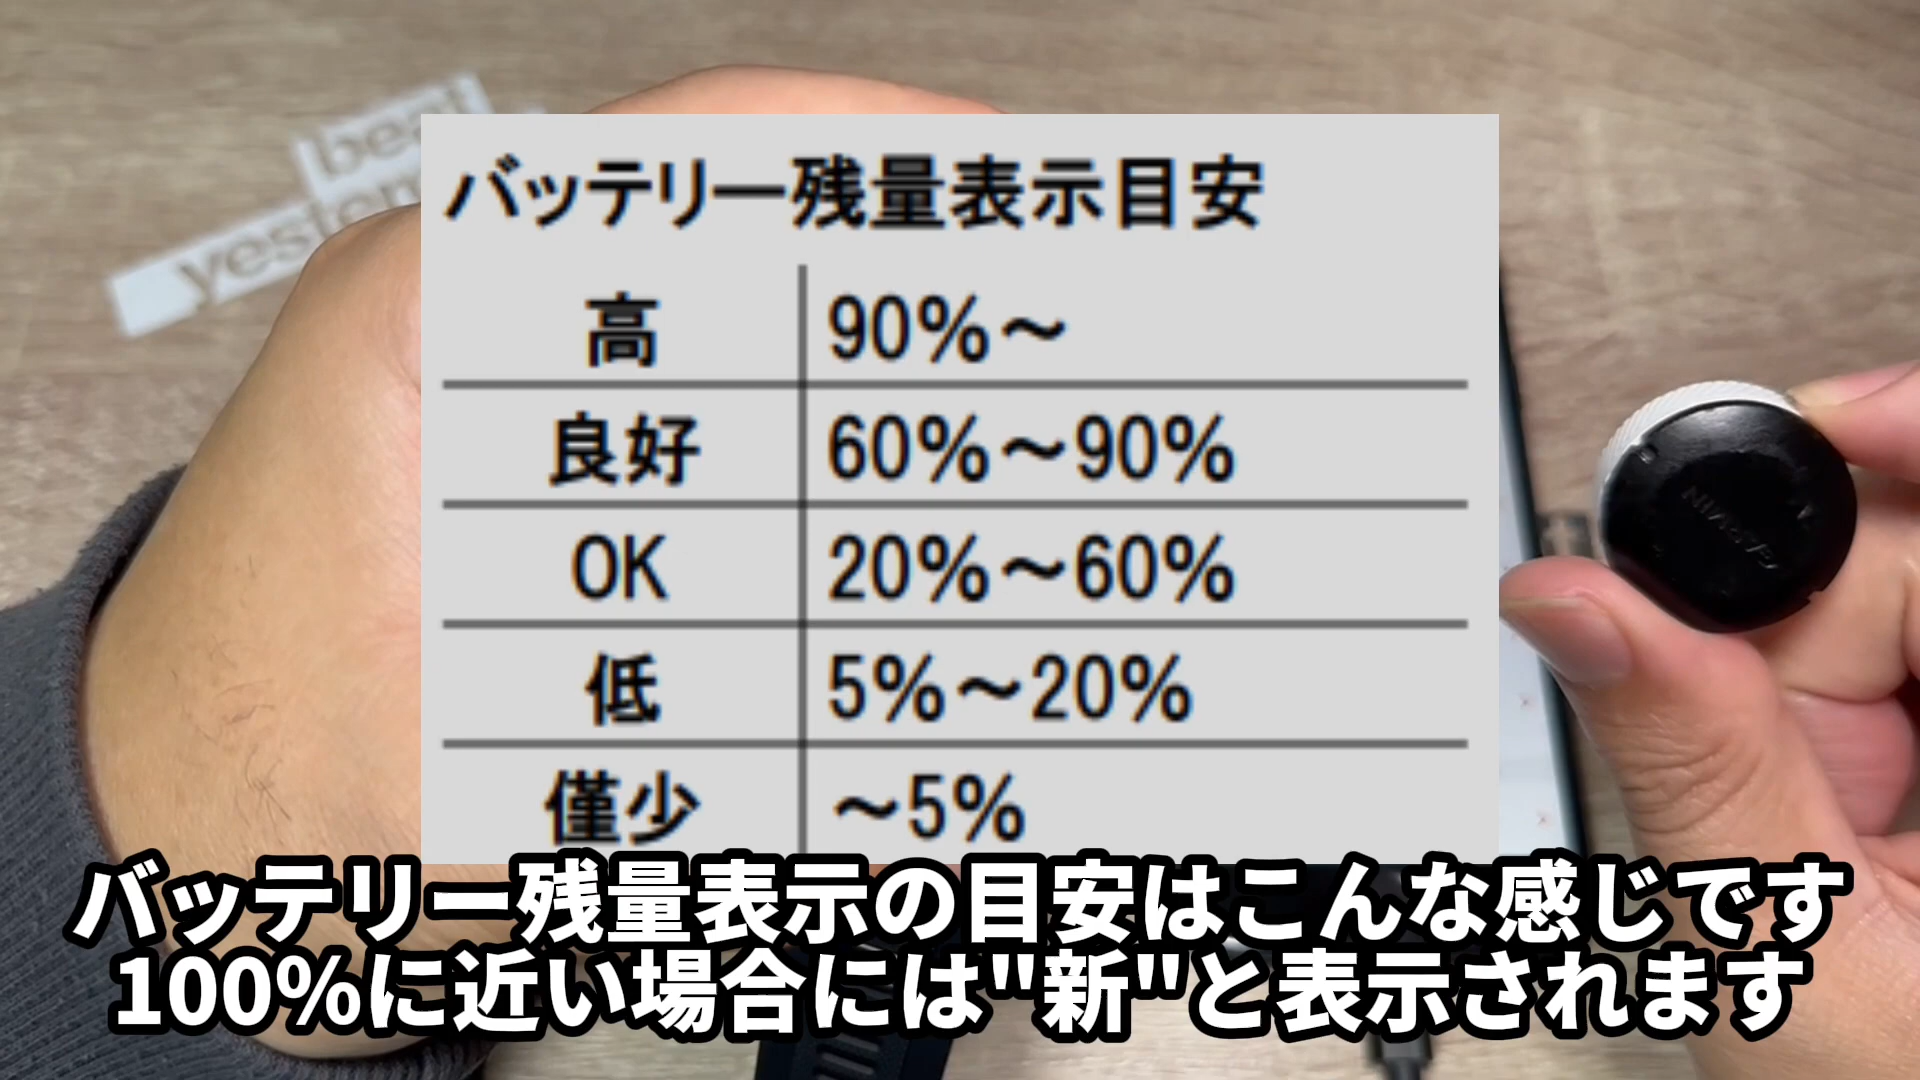 バッテリー残量表示目安
高 90%～
良好 60%～90%
OK 20%～60%
低 5%～20%
僅少 ～5%
バッテリー残量表示の目安はこんな感じです
100%に近い場合には"新"と表示されます